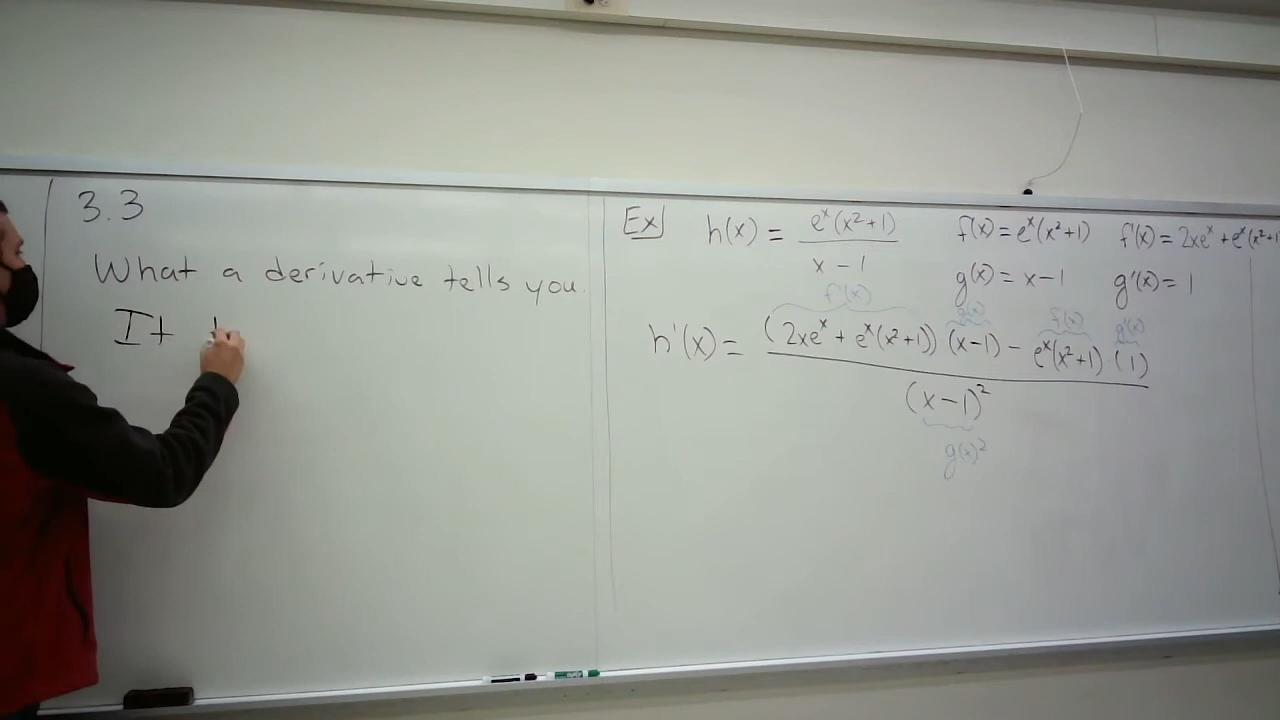 3.3
What a derivative tells you.
It
Ex h(x) = e^x(x²+1) / x - 1
f(x) = e^x(x²+1) f'(x) = 2xe^x + e^x(x²+1
g(x) = x - 1 g'(x) = 1
f'(x) g(x) f(x) g'(x)
h'(x) = (2xe^x + e^x(x²+1))(x-1) - e^x(x²+1)·(1) / (x-1)²
g(x)²